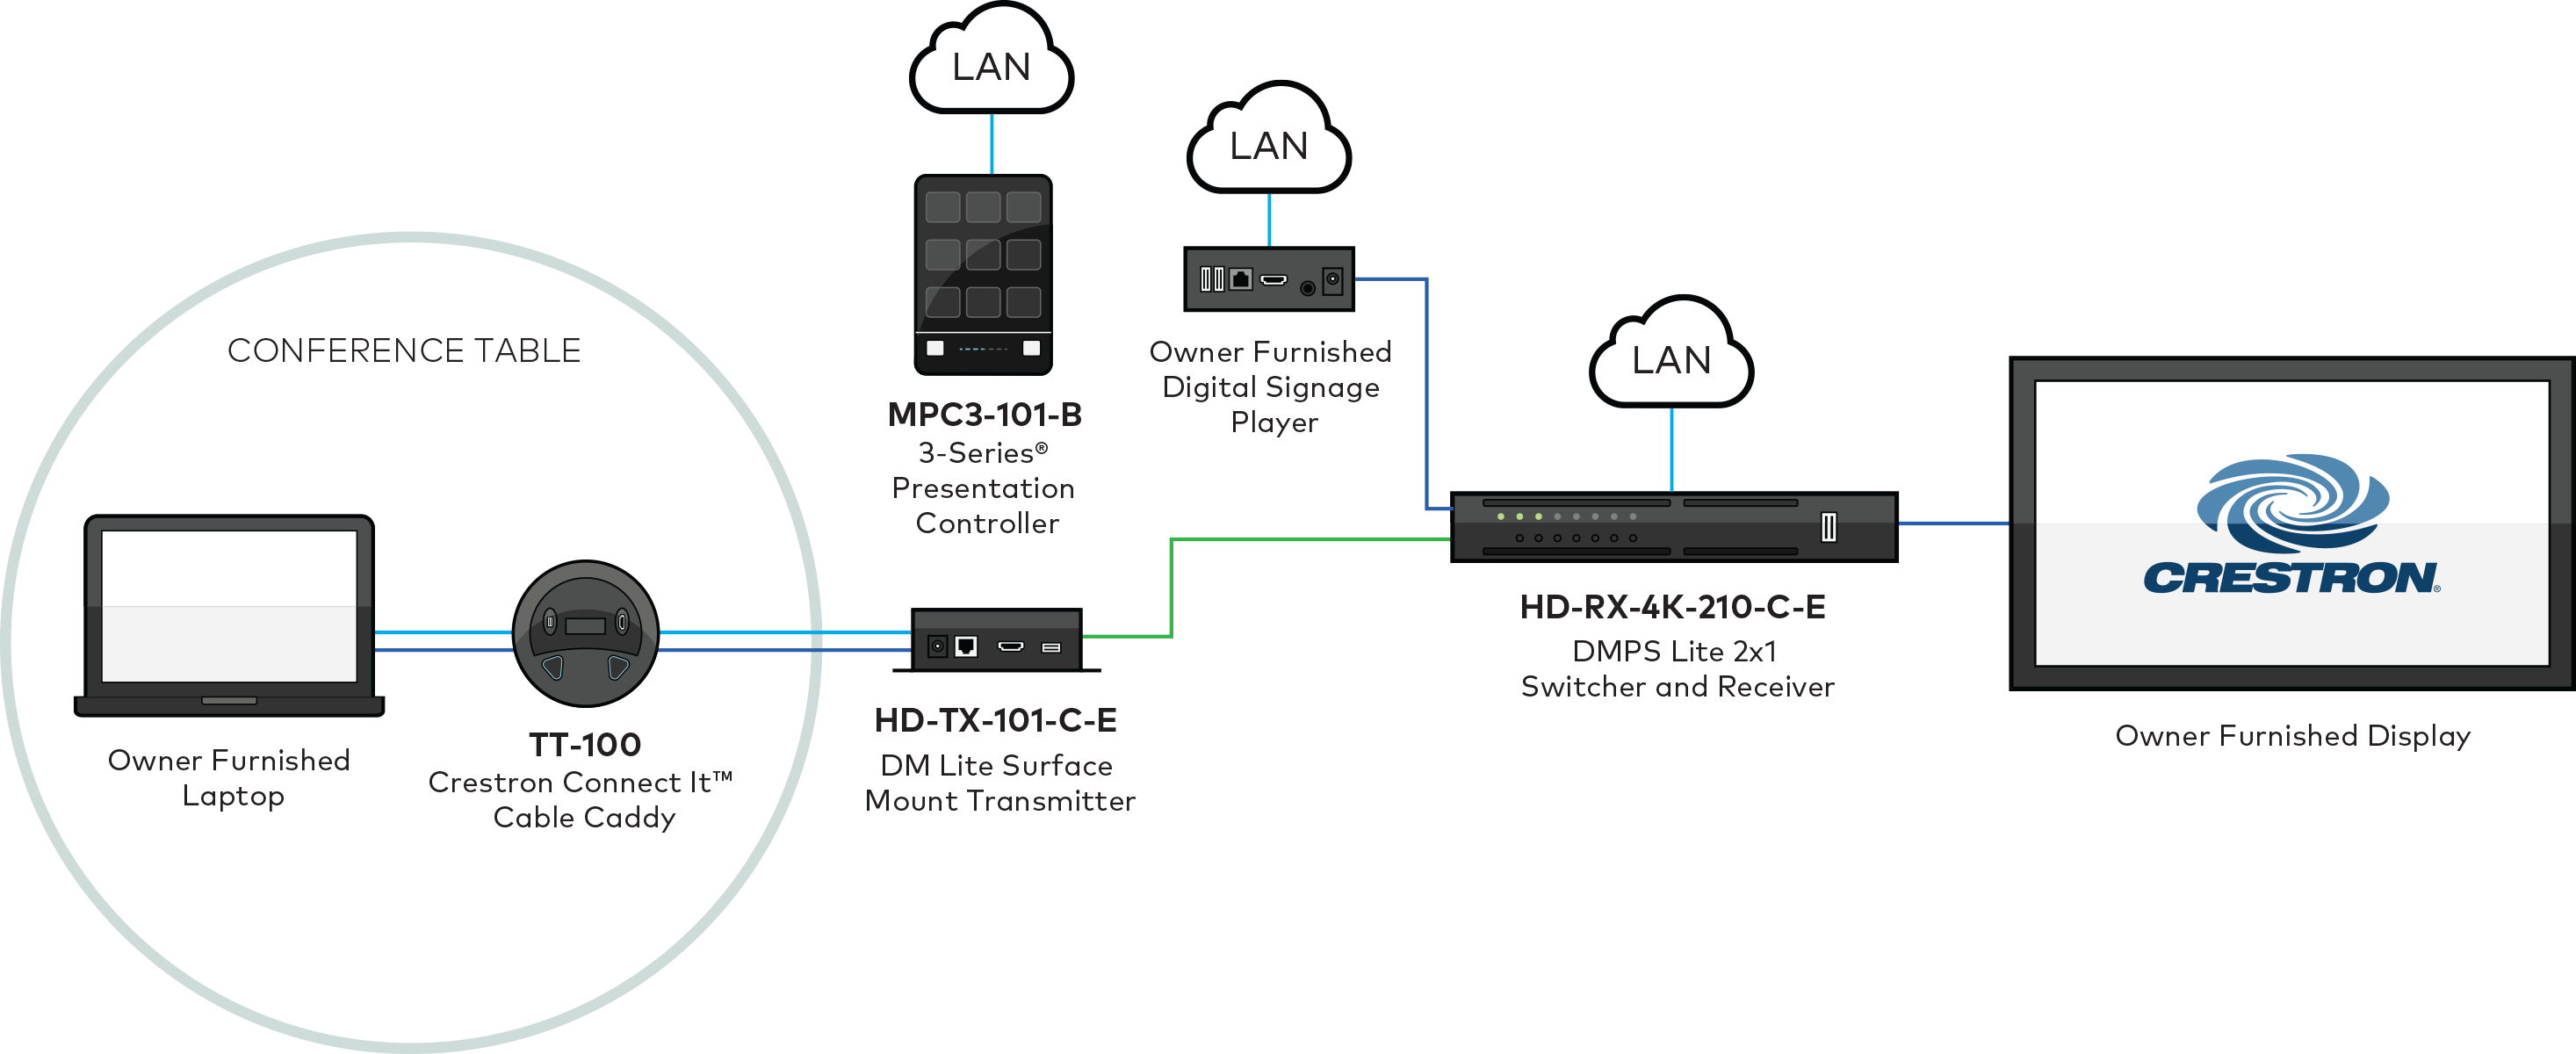 LAN
LAN
LAN
CONFERENCE TABLE
Owner Furnished
Laptop
TT-100
Crestron Connect It™
Cable Caddy
MPC3-101-B
3-Series®
Presentation
Controller
HD-TX-101-C-E
DM Lite Surface
Mount Transmitter
Owner Furnished
Digital Signage
Player
HD-RX-4K-210-C-E
DMPS Lite 2x1
Switcher and Receiver
CRESTRON®
Owner Furnished Display